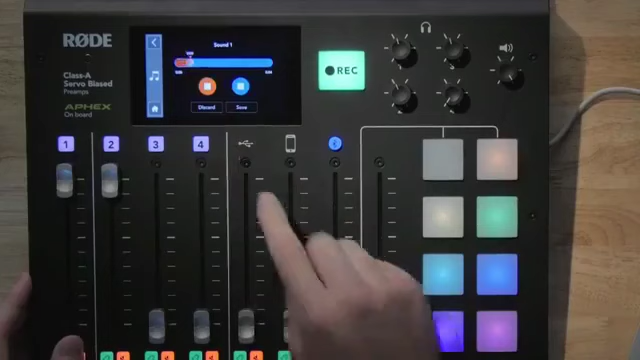 RØDE
Class-A
Servo Biased
Preamps
APHEX
On board
Sound 1
Discard
Save
REC
1
2
3
4